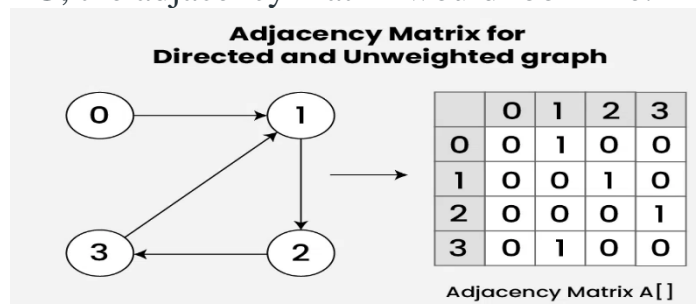 Adjacency Matrix for
Directed and Unweighted graph
0 1
3 2
0 1 2 3
0 0 1 0 0
1 0 0 1 0
2 0 0 0 1
3 0 1 0 0
Adjacency Matrix A[]